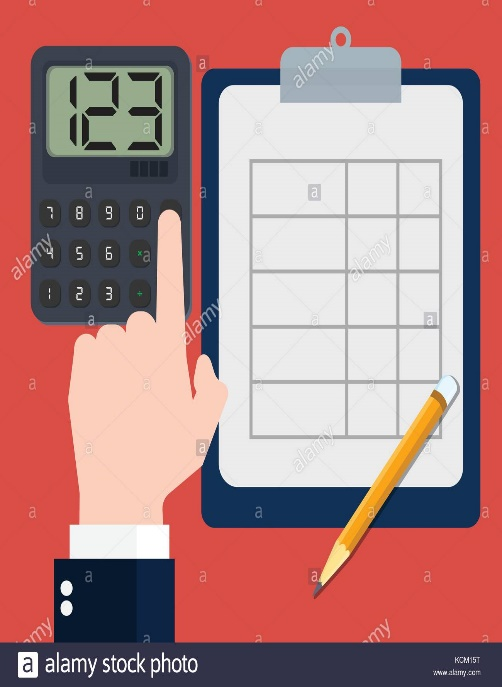 123
7 8 9 0
4 5 6 ×
1 2 3 ÷
alamy
a alamy stock photo
KCM15T
www.alamy.com